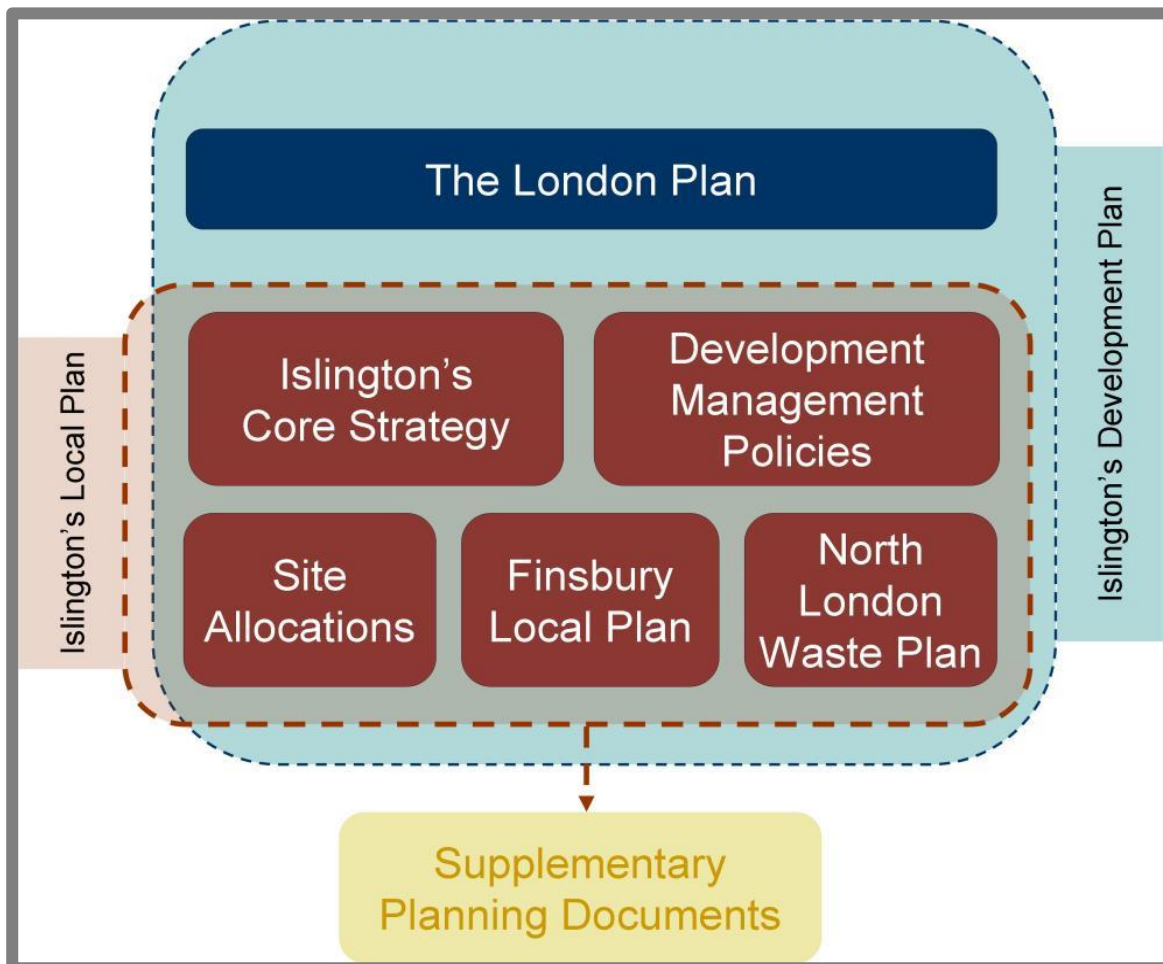 The London Plan
Islington’s Local Plan
Islington’s
Core Strategy
Development
Management
Policies
Islington’s Development Plan
Site
Allocations
Finsbury
Local Plan
North
London
Waste Plan
Supplementary
Planning Documents